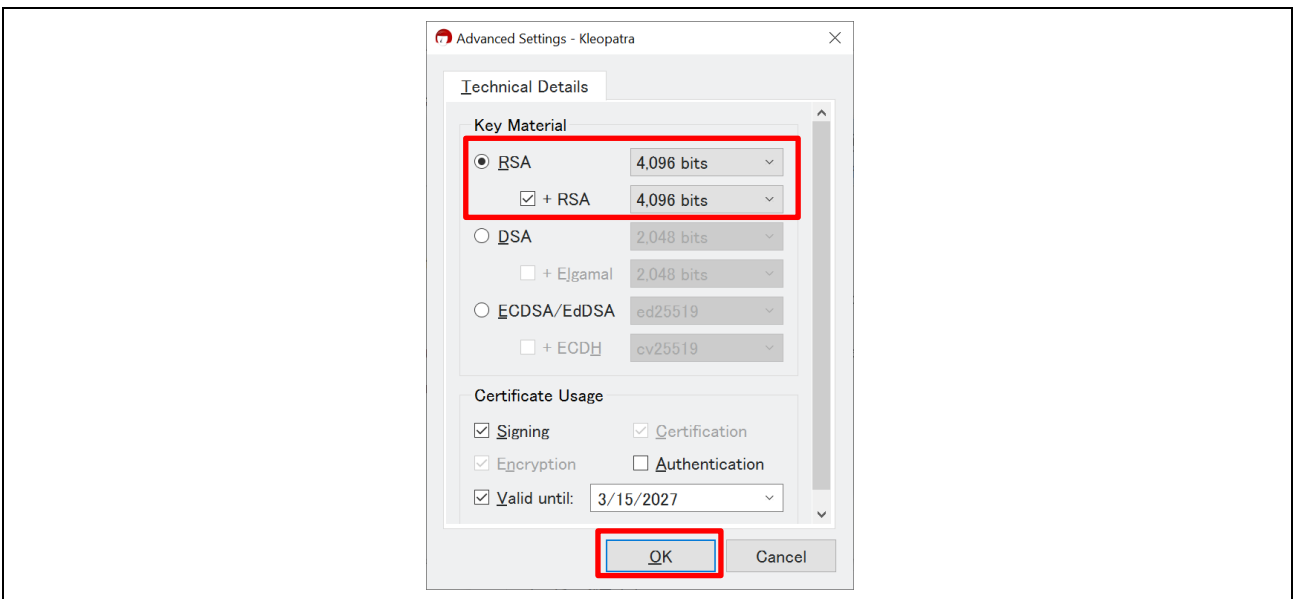 Advanced Settings - Kleopatra
Technical Details
Key Material
RSA 4,096 bits
+ RSA 4,096 bits
DSA 2,048 bits
+ Elgamal 2,048 bits
ECDSA/EdDSA ed25519
+ ECDH cv25519
Certificate Usage
Signing Certification
Encryption Authentication
Valid until: 3/15/2027
OK Cancel